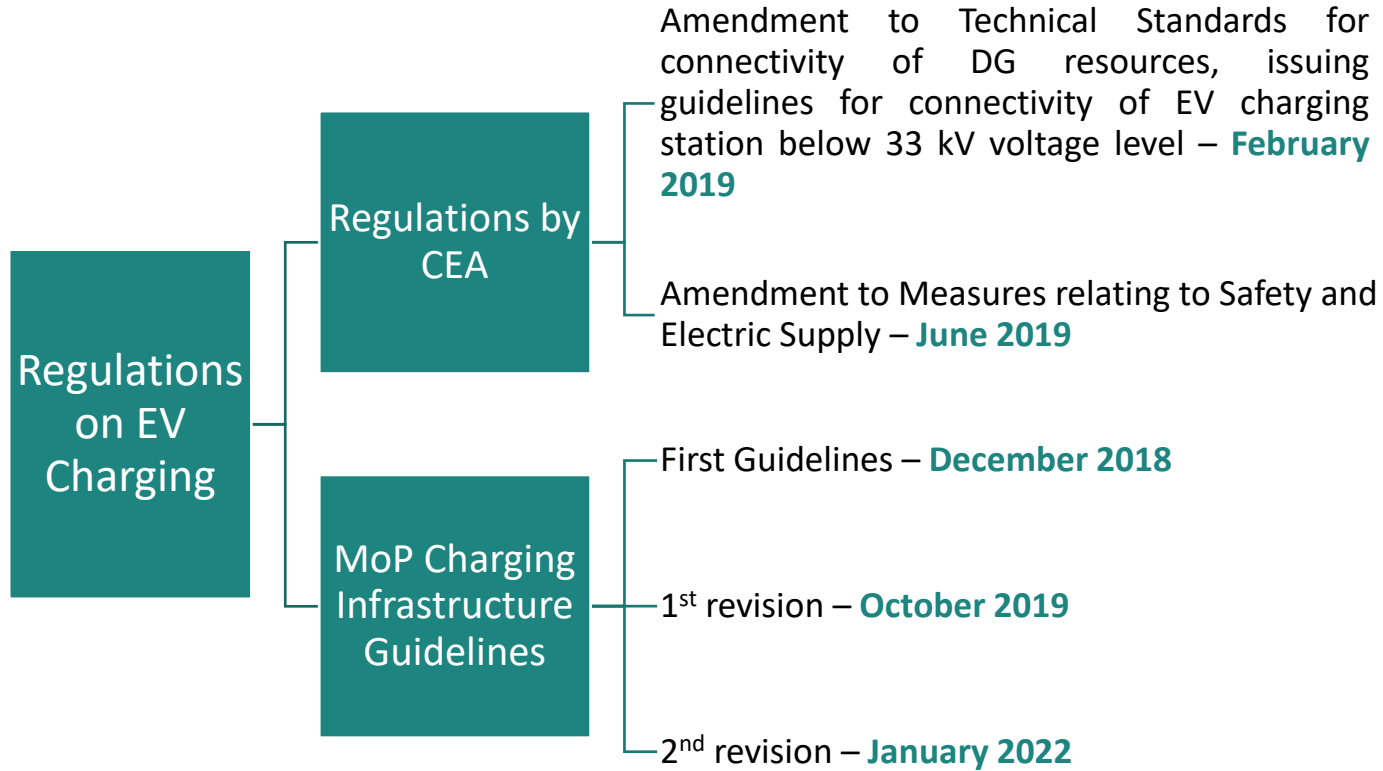 Regulations
on EV
Charging
Regulations by
CEA
Amendment to Technical Standards for
connectivity of DG resources, issuing
guidelines for connectivity of EV charging
station below 33 kV voltage level – February
2019
Amendment to Measures relating to Safety and
Electric Supply – June 2019
MoP Charging
Infrastructure
Guidelines
First Guidelines – December 2018
1st revision – October 2019
2nd revision – January 2022